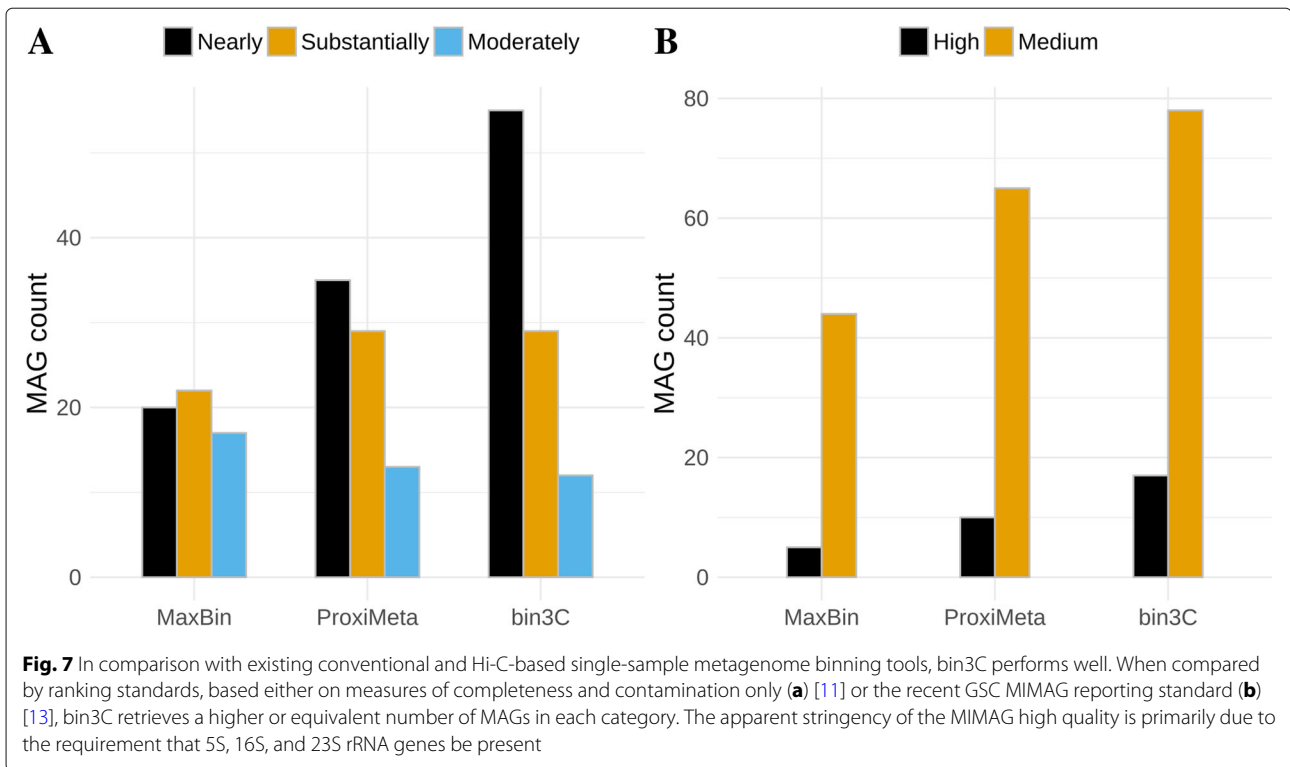 A
Nearly Substantially Moderately
MAG count
40
20
0
MaxBin ProxiMeta bin3C
B
High Medium
MAG count
80
60
40
20
0
MaxBin ProxiMeta bin3C
Fig. 7 In comparison with existing conventional and Hi-C-based single-sample metagenome binning tools, bin3C performs well. When compared
by ranking standards, based either on measures of completeness and contamination only (a) [11] or the recent GSC MIMAG reporting standard (b)
[13], bin3C retrieves a higher or equivalent number of MAGs in each category. The apparent stringency of the MIMAG high quality is primarily due to
the requirement that 5S, 16S, and 23S rRNA genes be present